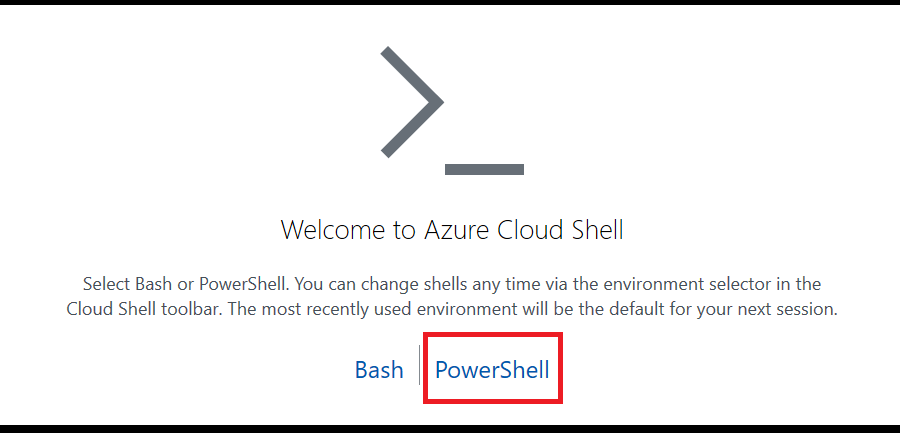 Welcome to Azure Cloud Shell
Select Bash or PowerShell. You can change shells any time via the environment selector in the
Cloud Shell toolbar. The most recently used environment will be the default for your next session.
Bash PowerShell